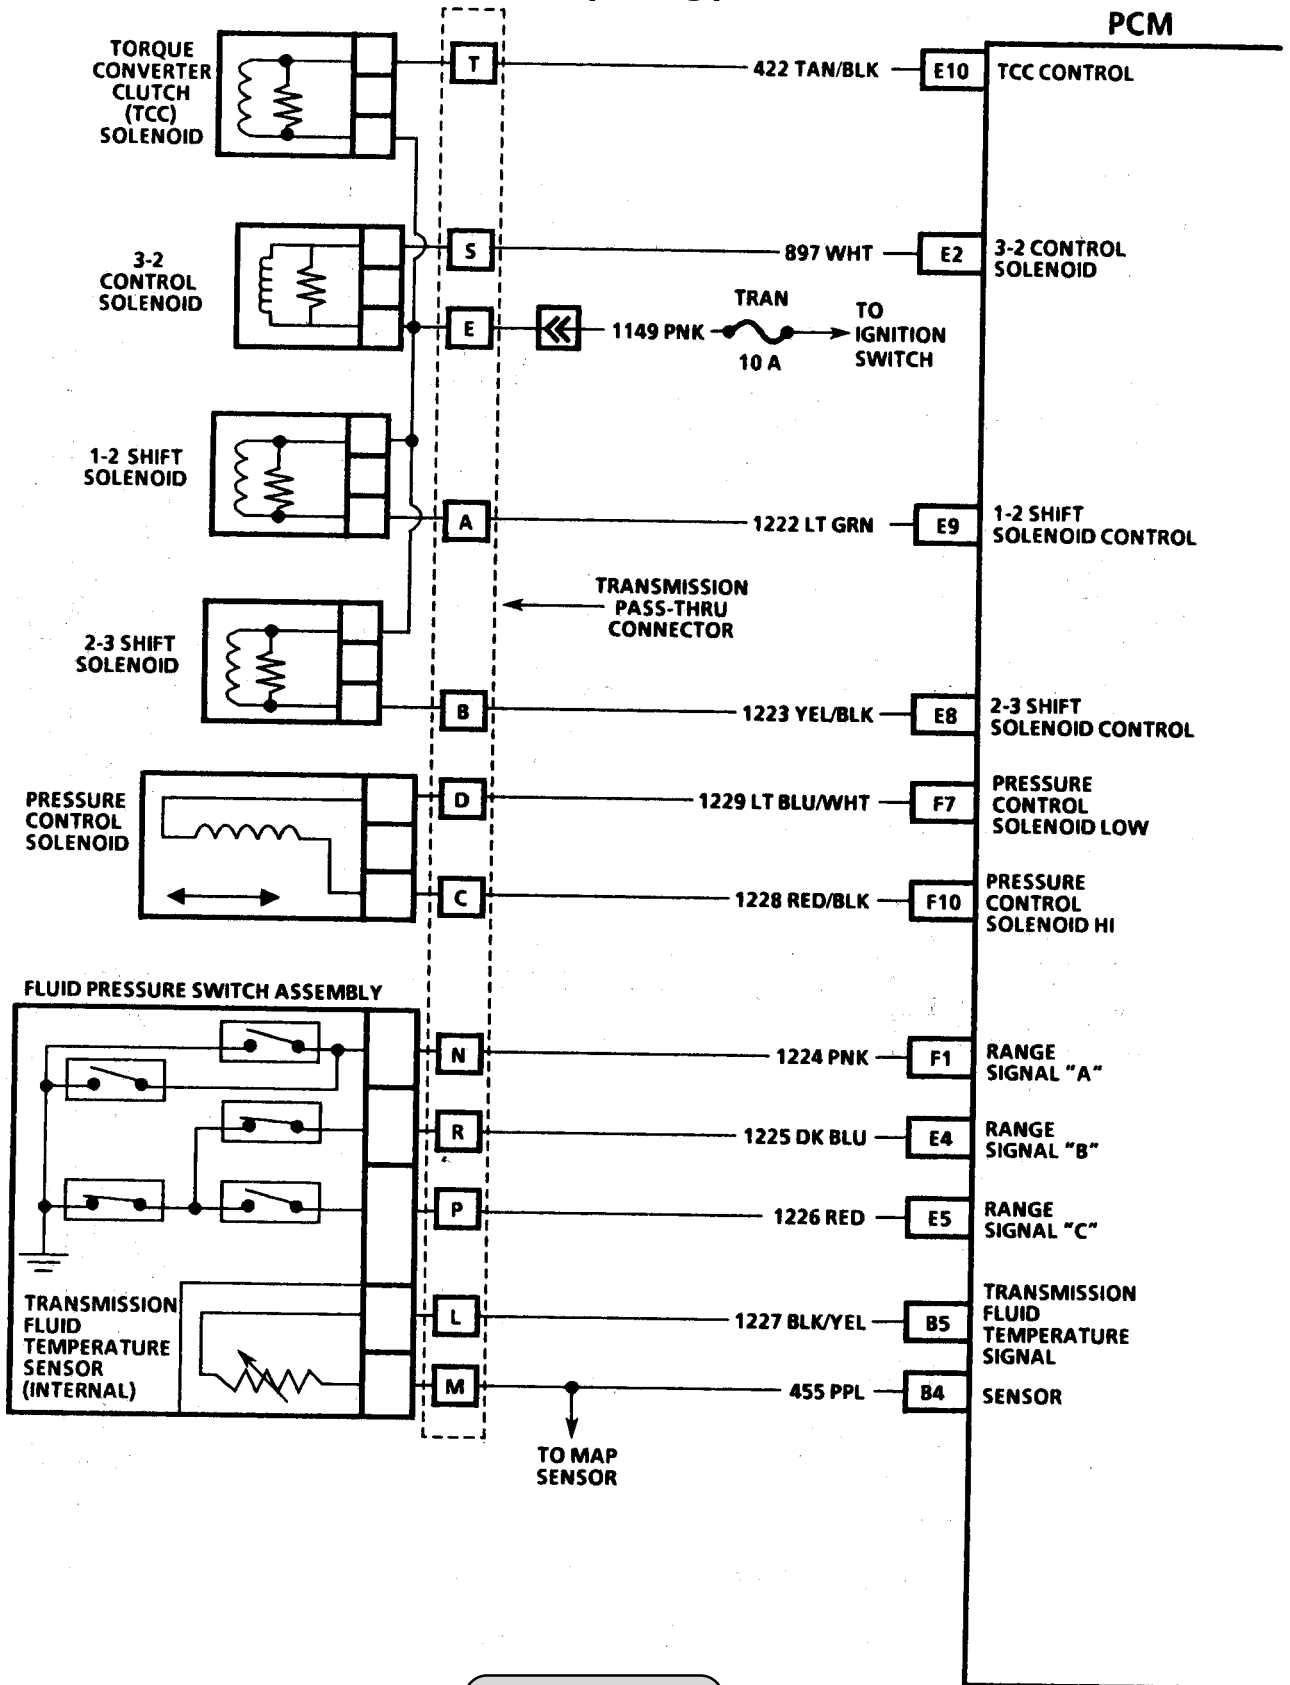 PCM
TORQUE
CONVERTER
CLUTCH
(TCC)
SOLENOID
T
422 TAN/BLK
E10
TCC CONTROL
3-2
CONTROL
SOLENOID
S
897 WHT
E2
3-2 CONTROL
SOLENOID
E
1149 PNK
TRAN
10 A
TO
IGNITION
SWITCH
1-2 SHIFT
SOLENOID
A
1222 LT GRN
E9
1-2 SHIFT
SOLENOID CONTROL
TRANSMISSION
PASS-THRU
CONNECTOR
2-3 SHIFT
SOLENOID
B
1223 YEL/BLK
E8
2-3 SHIFT
SOLENOID CONTROL
PRESSURE
CONTROL
SOLENOID
D
1229 LT BLU/WHT
F7
PRESSURE
CONTROL
SOLENOID LOW
C
1228 RED/BLK
F10
PRESSURE
CONTROL
SOLENOID HI
FLUID PRESSURE SWITCH ASSEMBLY
N
1224 PNK
F1
RANGE
SIGNAL "A"
R
1225 DK BLU
E4
RANGE
SIGNAL "B"
P
1226 RED
E5
RANGE
SIGNAL "C"
TRANSMISSION
FLUID
TEMPERATURE
SENSOR
(INTERNAL)
L
1227 BLK/YEL
B5
TRANSMISSION
FLUID
TEMPERATURE
SIGNAL
M
455 PPL
B4
SENSOR
TO MAP
SENSOR